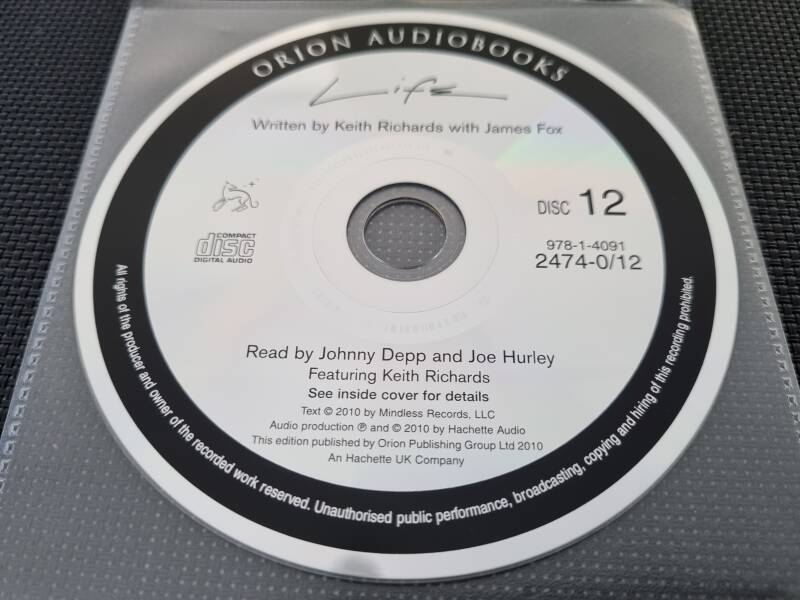 ORION AUDIOBOOKS
Life
Written by Keith Richards with James Fox
DISC 12
COMPACT
disc
DIGITAL AUDIO
978-1-4091
2474-0/12
Read by Johnny Depp and Joe Hurley
Featuring Keith Richards
See inside cover for details
Text © 2010 by Mindless Records, LLC
Audio production ℗ and © 2010 by Hachette Audio
This edition published by Orion Publishing Group Ltd 2010
An Hachette UK Company
All rights of the producer and owner of the recorded work reserved. Unauthorised public performance, broadcasting, copying and hiring of this recording prohibited.